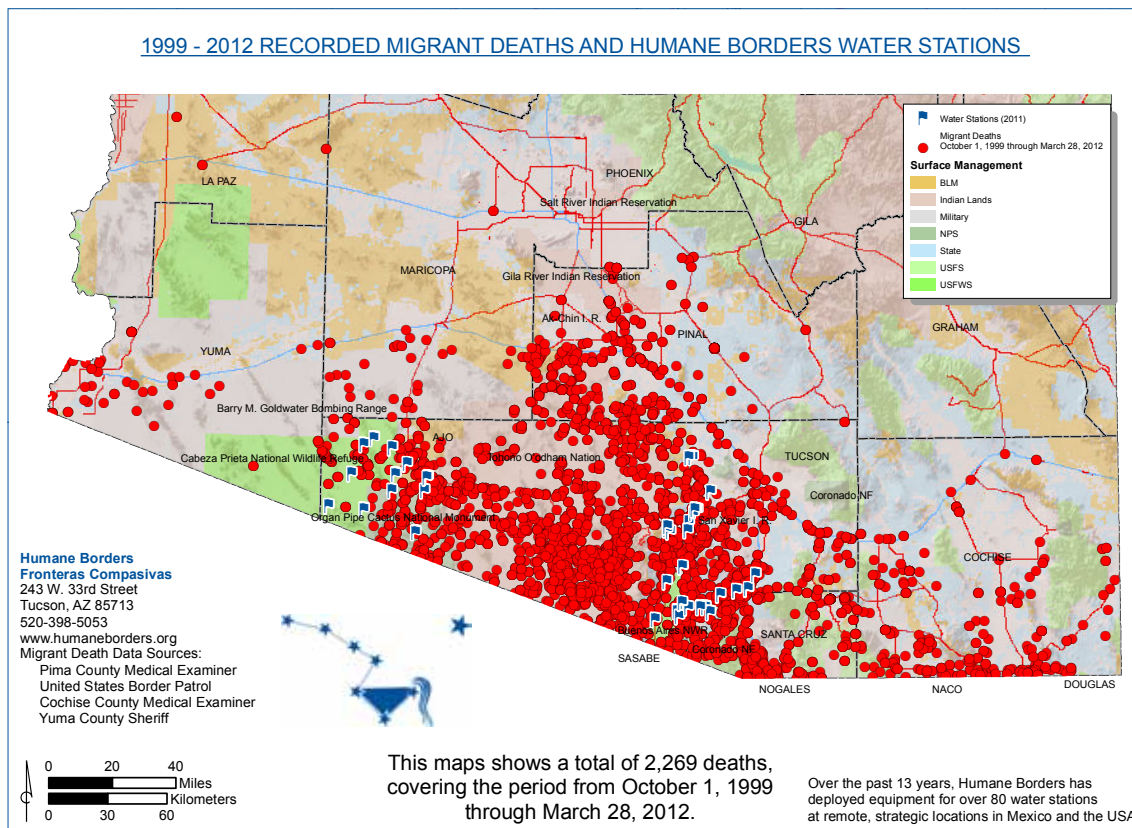 1999 - 2012 RECORDED MIGRANT DEATHS AND HUMANE BORDERS WATER STATIONS
Water Stations (2011)
Migrant Deaths
October 1, 1999 through March 28, 2012
Surface Management
BLM
Indian Lands
Military
NPS
State
USFS
USFWS
PHOENIX
LA PAZ
Salt River Indian Reservation
GILA
MARICOPA
Gila River Indian Reservation
Ak Chin I. R.
PINAL
GRAHAM
YUMA
Barry M. Goldwater Bombing Range
AJO
Cabeza Prieta National Wildlife Refuge
Tohono O'odham Nation
TUCSON
Coronado NF
Organ Pipe Cactus National Monument
San Xavier I. R.
COCHISE
Buenos Aires NWR
SANTA CRUZ
Coronado NF
SASABE
NOGALES
NACO
DOUGLAS
Humane Borders
Fronteras Compasivas
243 W. 33rd Street
Tucson, AZ 85713
520-398-5053
www.humaneborders.org
Migrant Death Data Sources:
Pima County Medical Examiner
United States Border Patrol
Cochise County Medical Examiner
Yuma County Sheriff
0 20 40
Miles
Kilometers
0 30 60
This maps shows a total of 2,269 deaths,
covering the period from October 1, 1999
through March 28, 2012.
Over the past 13 years, Humane Borders has
deployed equipment for over 80 water stations
at remote, strategic locations in Mexico and the USA